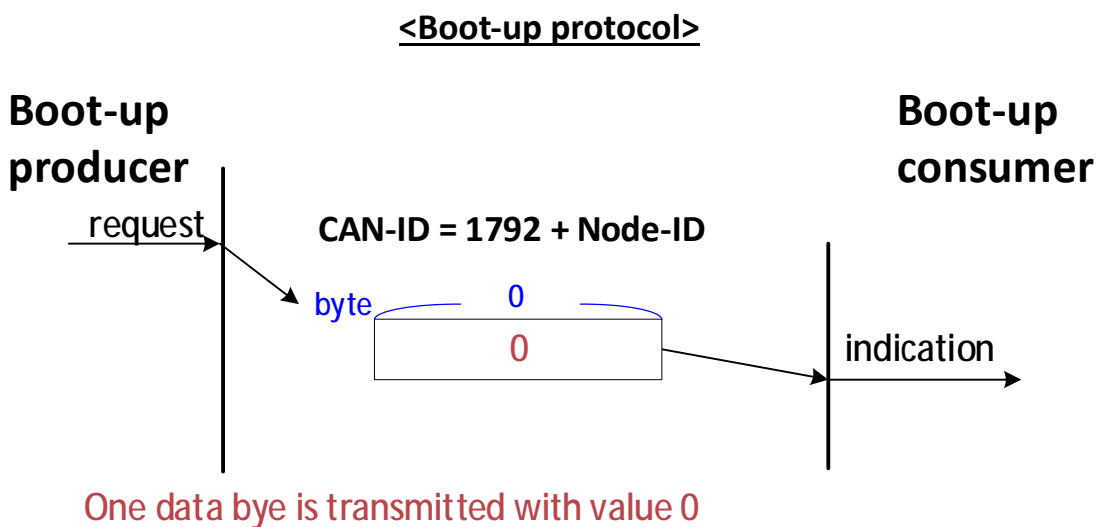 <Boot-up protocol>
Boot-up
producer
Boot-up
consumer
request
CAN-ID = 1792 + Node-ID
byte
0
0
indication
One data bye is transmitted with value 0